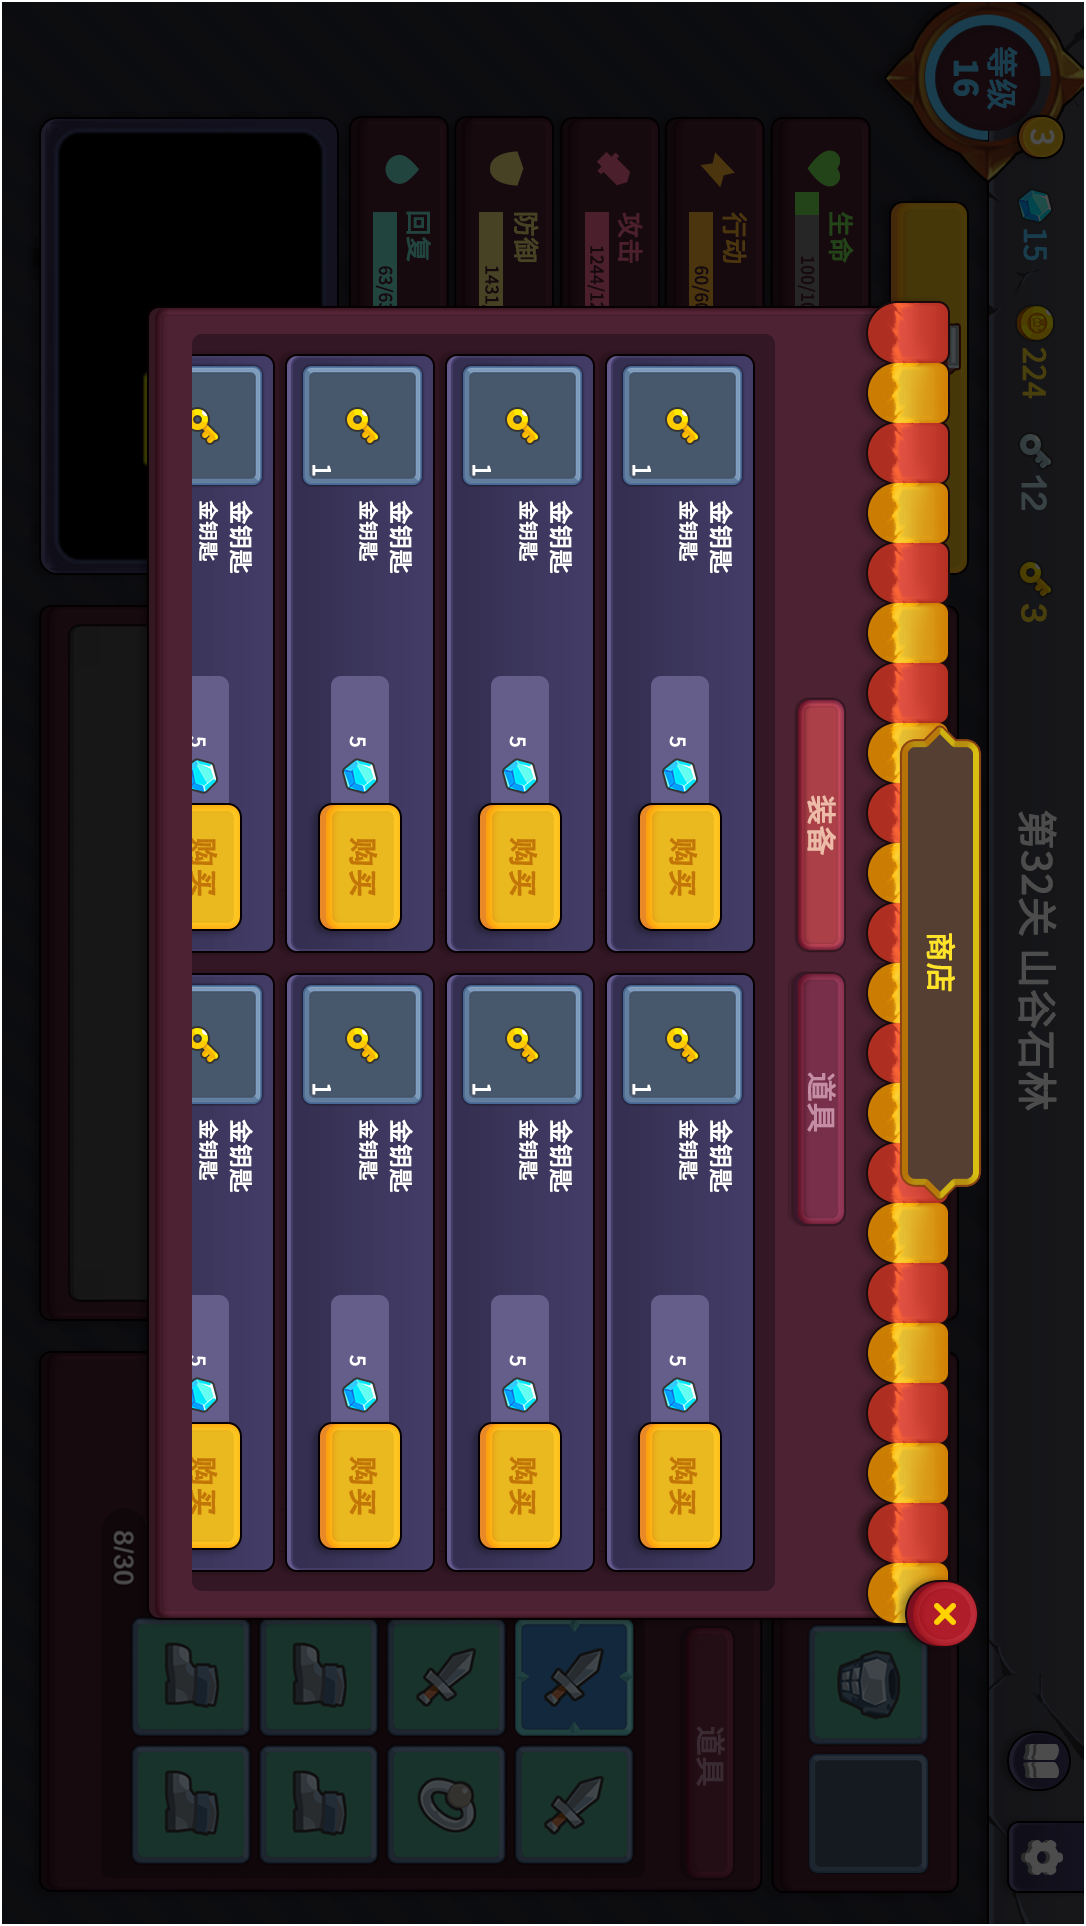 等级
16
3
15
224
12
3
第32关 山谷石林
生命
100/10
行动
60/60
攻击
1244/12
防御
1431
回复
63/63
商店
装备
道具
1
金钥匙
金钥匙
5
购买
1
金钥匙
金钥匙
5
购买
1
金钥匙
金钥匙
5
购买
1
金钥匙
金钥匙
5
购买
1
金钥匙
金钥匙
5
购买
1
金钥匙
金钥匙
5
购买
金钥匙
金钥匙
5
购买
金钥匙
金钥匙
5
购买
道具
8/30